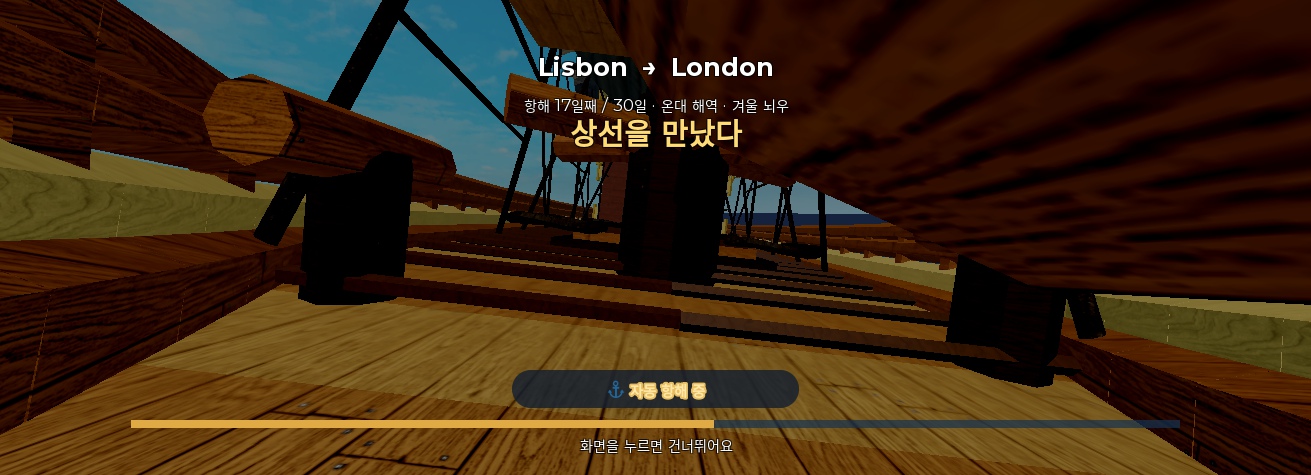 Lisbon → London
항해 17일째 / 30일 · 온대 해역 · 겨울 뇌우
상선을 만났다
⚓ 자동 항해 중
화면을 누르면 건너뛰어요